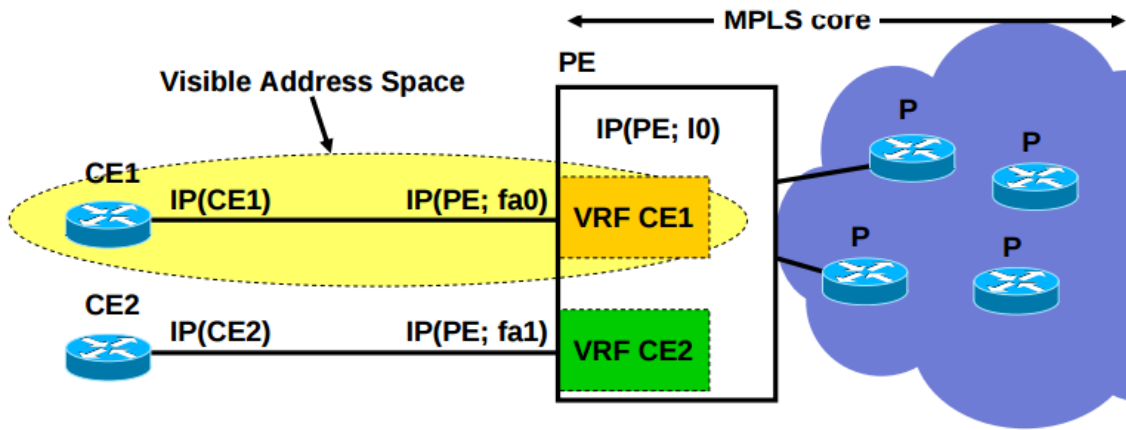 MPLS core
PE
Visible Address Space
IP(PE; l0)
P
P
CE1
IP(CE1)
IP(PE; fa0)
VRF CE1
P
P
CE2
IP(CE2)
IP(PE; fa1)
VRF CE2